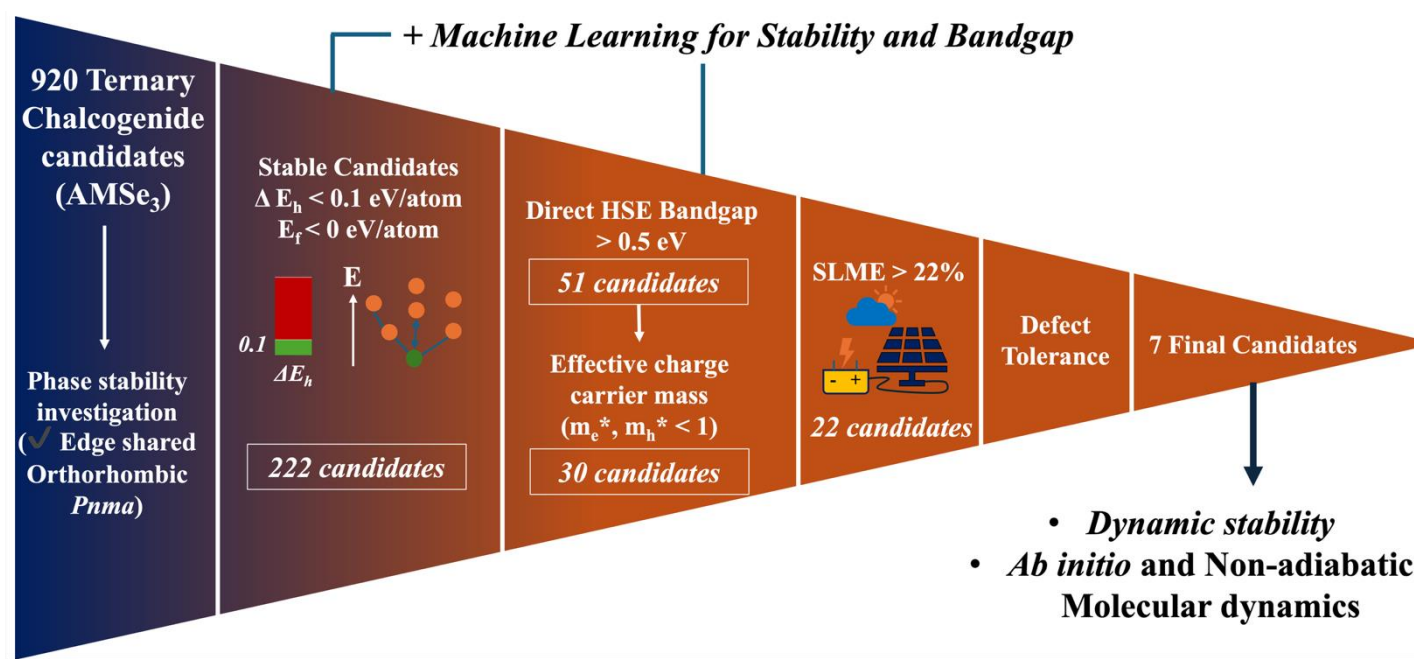 + Machine Learning for Stability and Bandgap
920 Ternary
Chalcogenide
candidates
(AMSe₃)
Phase stability
investigation
(✔ Edge shared
Orthorhombic
Pnma)
Stable Candidates
Δ Eₕ < 0.1 eV/atom
E_f < 0 eV/atom
E
0.1
ΔEₕ
222 candidates
Direct HSE Bandgap
> 0.5 eV
51 candidates
Effective charge
carrier mass
(mₑ*, mₕ* < 1)
30 candidates
SLME > 22%
- +
22 candidates
Defect
Tolerance
7 Final Candidates
• Dynamic stability
• Ab initio and Non-adiabatic
Molecular dynamics